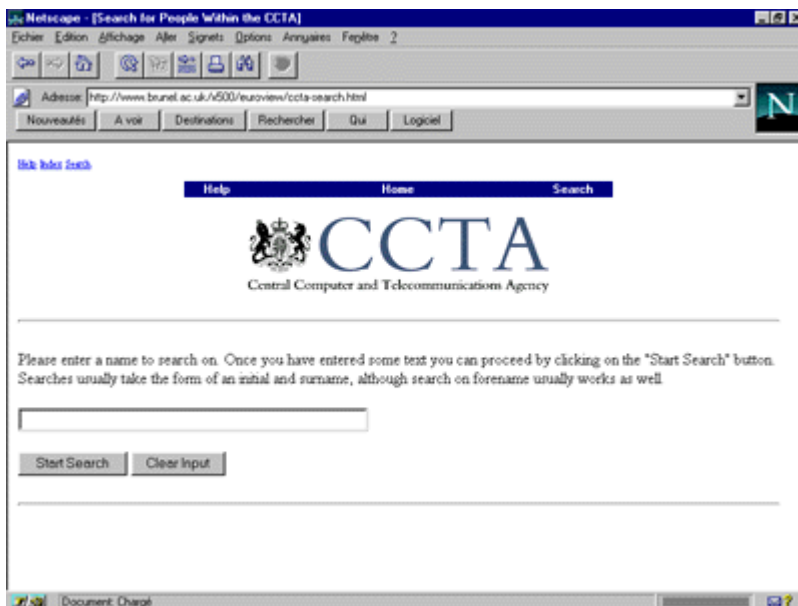 Netscape - [Search for People Within the CCTA]
Fichier Edition Affichage Aller Signets Options Annuaires Fenêtre ?
Adresse: http://www.brunel.ac.uk/x500/euroview/ccta-search.html
Nouveautés A voir Destinations Rechercher Qui Logiciel
N
Help Index Search
Help Home Search
CCTA
Central Computer and Telecommunications Agency
Please enter a name to search on. Once you have entered some text you can proceed by clicking on the "Start Search" button.
Searches usually take the form of an initial and surname, although search on forename usually works as well.
Start Search Clear Input
Document: Chargé